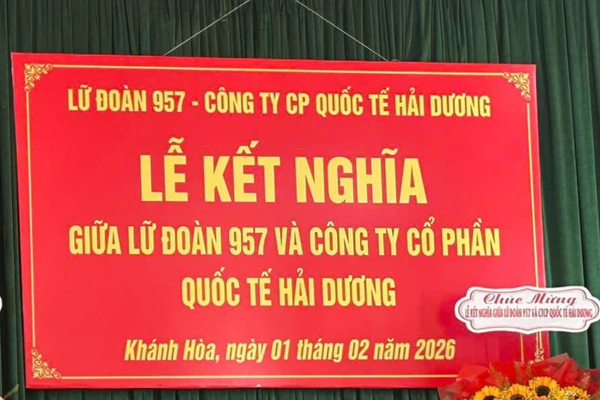 LỮ ĐOÀN 957 - CÔNG TY CP QUỐC TẾ HẢI DƯƠNG
LỄ KẾT NGHĨA
GIỮA LỮ ĐOÀN 957 VÀ CÔNG TY CỔ PHẦN
QUỐC TẾ HẢI DƯƠNG
Khánh Hòa, ngày 01 tháng 02 năm 2026
Chúc Mừng
LỄ KẾT NGHĨA GIỮA LỮ ĐOÀN 957 VÀ CTCP QUỐC TẾ HẢI DƯƠNG